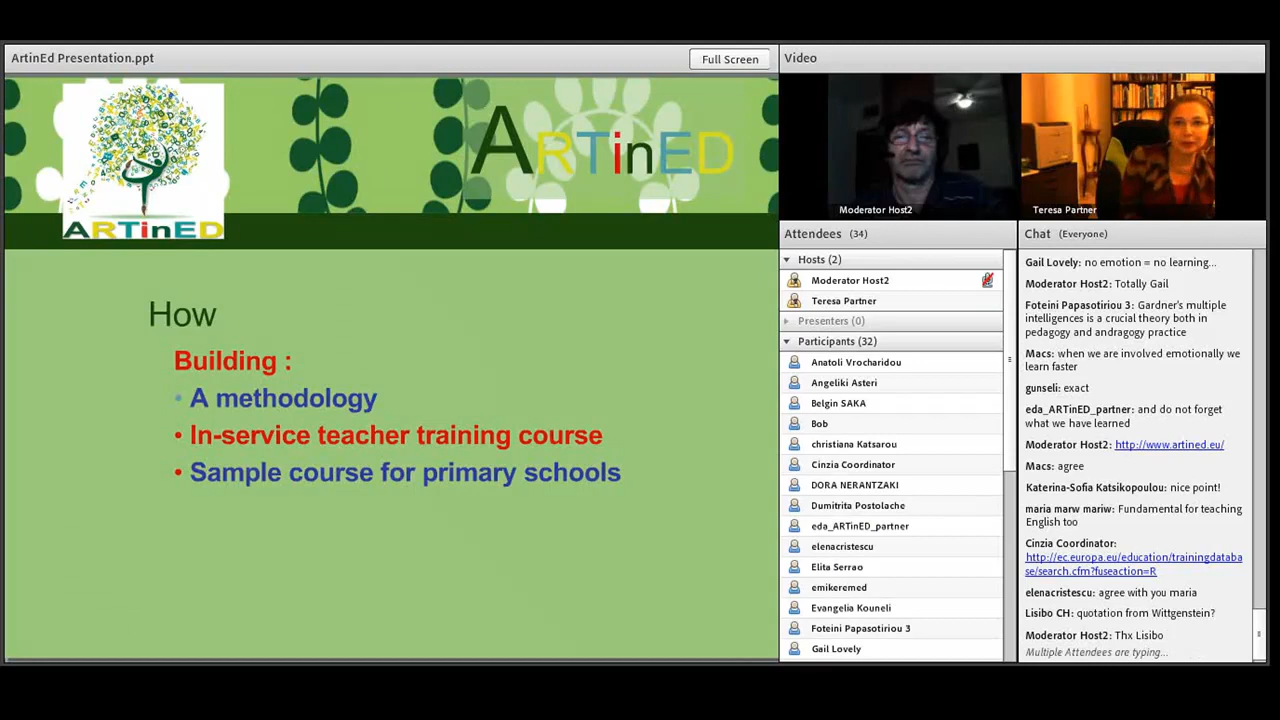 ArtinEd Presentation.ppt
Full Screen
ARTinED
ARTinED
How
Building :
• A methodology
• In-service teacher training course
• Sample course for primary schools
Video
Moderator Host2
Teresa Partner
Attendees (34)
Hosts (2)
Moderator Host2
Teresa Partner
Presenters (0)
Participants (32)
Anatoli Vrocharidou
Angeliki Asteri
Belgin SAKA
Bob
christiana Katsarou
Cinzia Coordinator
DORA NERANTZAKI
Dumitrita Postolache
eda_ARTinED_partner
elenacristescu
Elita Serrao
emikeremed
Evangelia Kouneli
Foteini Papasotiriou 3
Gail Lovely
Chat (Everyone)
Gail Lovely: no emotion = no learning...
Moderator Host2: Totally Gail
Foteini Papasotiriou 3: Gardner's multiple
intelligences is a crucial theory both in
pedagogy and andragogy practice
Macs: when we are involved emotionally we
learn faster
gunseli: exact
eda_ARTinED_partner: and do not forget
what we have learned
Moderator Host2: http://www.artined.eu/
Macs: agree
Katerina-Sofia Katsikopoulou: nice point!
maria marw mariw: Fundamental for teaching
English too
Cinzia Coordinator:
http://ec.europa.eu/education/trainingdataba
se/search.cfm?fuseaction=R
elenacristescu: agree with you maria
Lisibo CH: quotation from Wittgenstein?
Moderator Host2: Thx Lisibo
Multiple Attendees are typing...